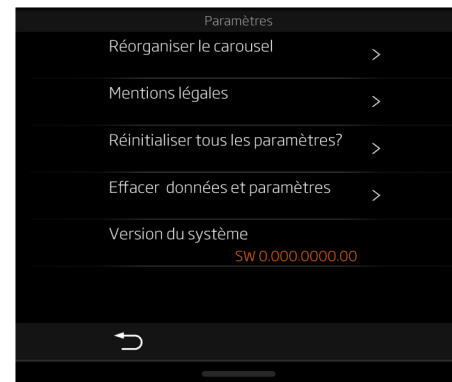 Paramètres
Réorganiser le carousel
Mentions légales
Réinitialiser tous les paramètres?
Effacer données et paramètres
Version du système
SW 0.000.0000.00